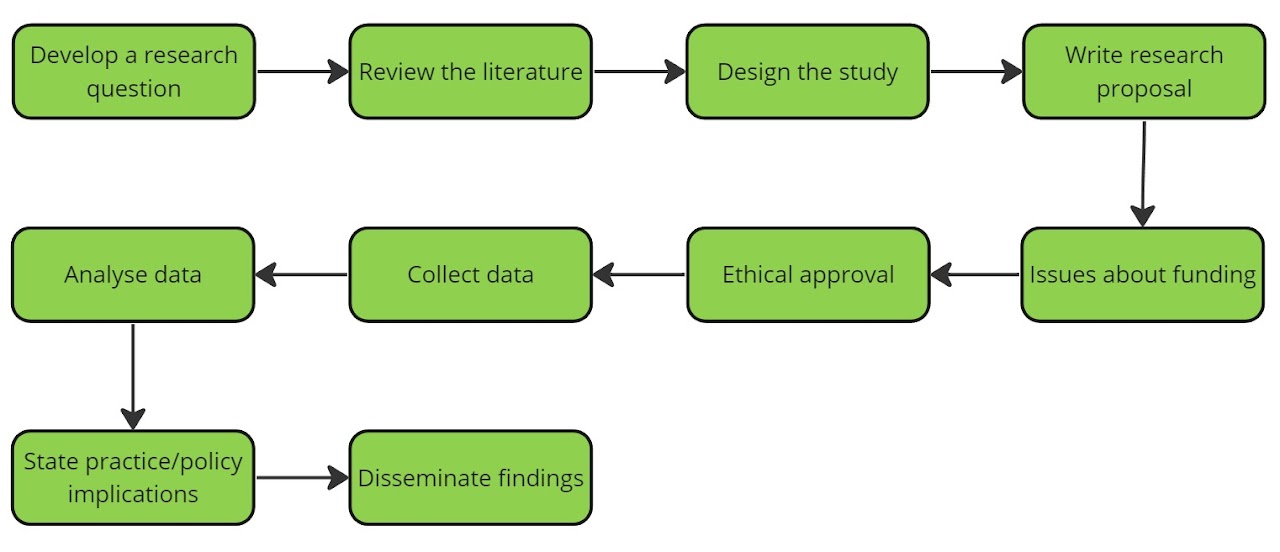 Develop a research
question
Review the literature
Design the study
Write research
proposal
Issues about funding
Ethical approval
Collect data
Analyse data
State practice/policy
implications
Disseminate findings